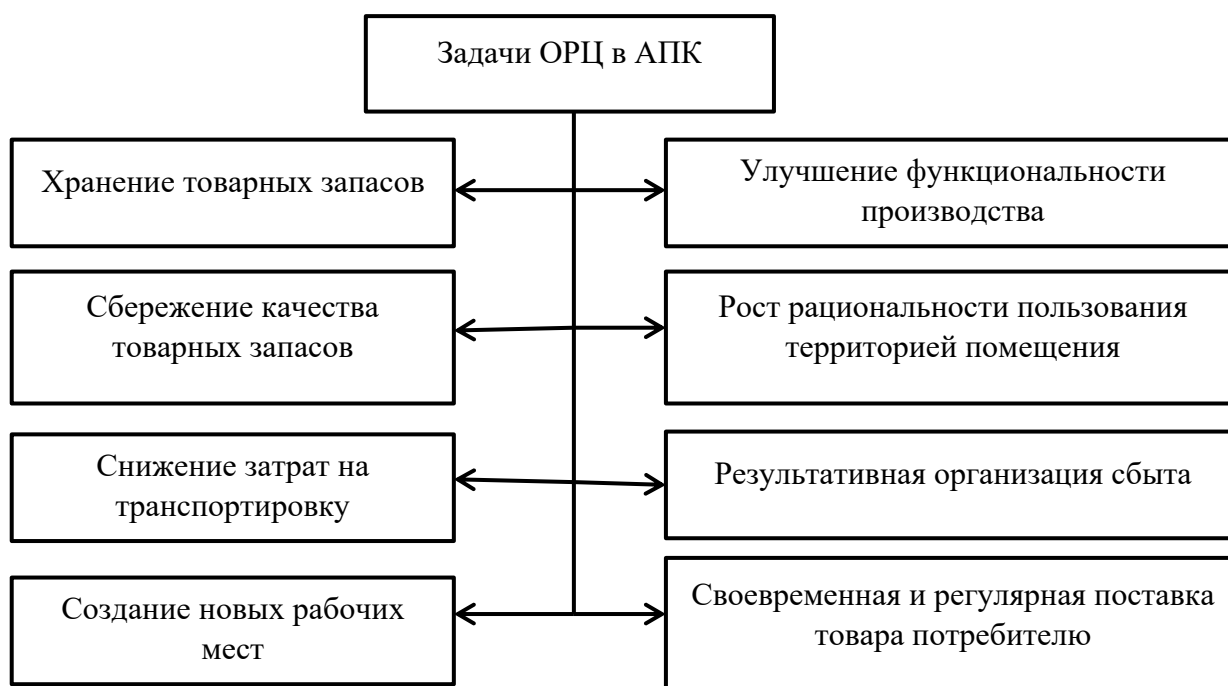 Задачи ОРЦ в АПК
Хранение товарных запасов
Улучшение функциональности
производства
Сбережение качества
товарных запасов
Рост рациональности пользования
территорией помещения
Снижение затрат на
транспортировку
Результативная организация сбыта
Создание новых рабочих
мест
Своевременная и регулярная поставка
товара потребителю